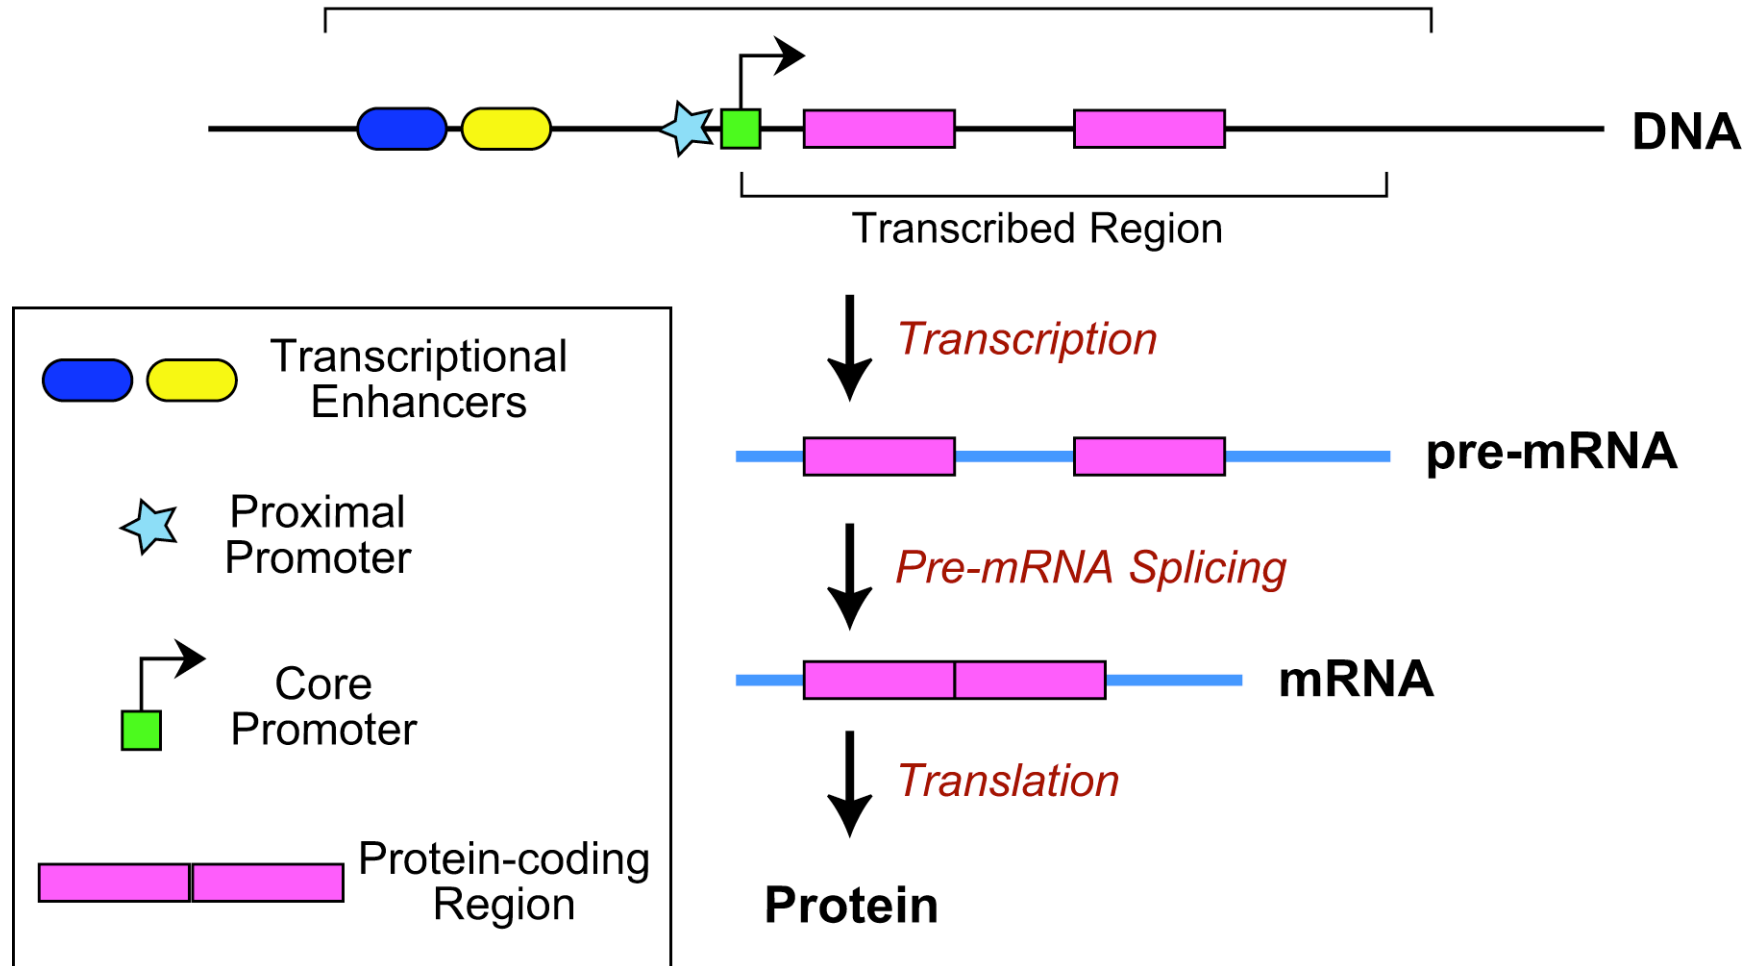 DNA
Transcribed Region
Transcription
Transcriptional
Enhancers
pre-mRNA
Proximal
Promoter
Pre-mRNA Splicing
Core
Promoter
mRNA
Translation
Protein-coding
Region
Protein